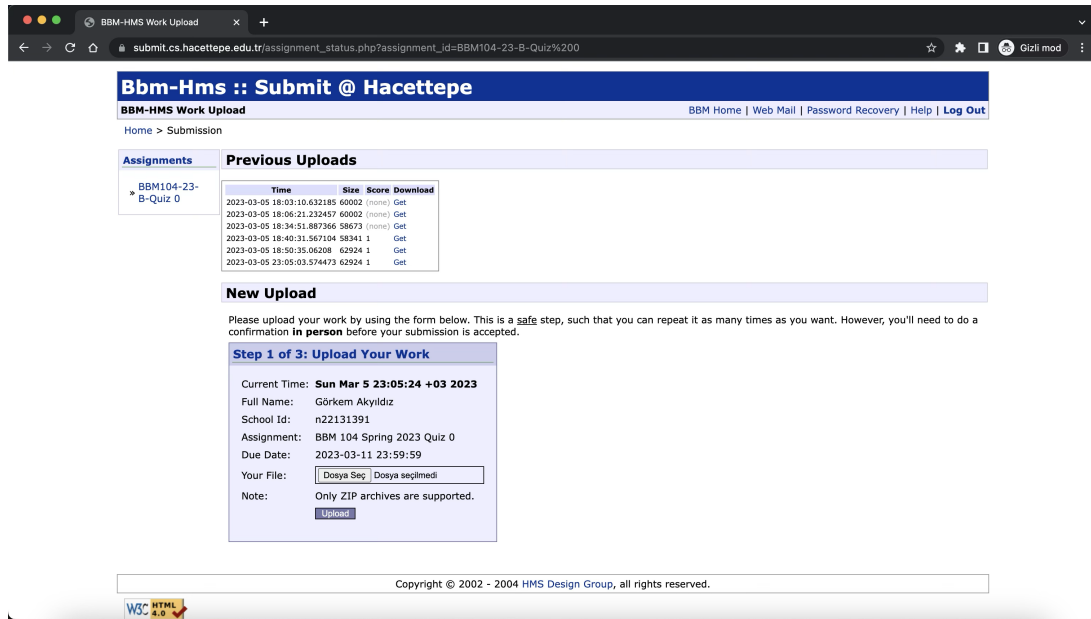 BBM-HMS Work Upload
submit.cs.hacettepe.edu.tr/assignment_status.php?assignment_id=BBM104-23-B-Quiz%200
Gizli mod
Bbm-Hms :: Submit @ Hacettepe
BBM-HMS Work Upload
BBM Home | Web Mail | Password Recovery | Help | Log Out
Home > Submission
Assignments
» BBM104-23-
B-Quiz 0
Previous Uploads
Time Size Score Download
2023-03-05 18:03:10.632185 60002 (none) Get
2023-03-05 18:06:21.232457 60002 (none) Get
2023-03-05 18:34:51.887366 58673 (none) Get
2023-03-05 18:40:31.567104 58341 1 Get
2023-03-05 18:50:35.06208 62924 1 Get
2023-03-05 23:05:03.574473 62924 1 Get
New Upload
Please upload your work by using the form below. This is a safe step, such that you can repeat it as many times as you want. However, you'll need to do a
confirmation in person before your submission is accepted.
Step 1 of 3: Upload Your Work
Current Time: Sun Mar 5 23:05:24 +03 2023
Full Name: Görkem Akyıldız
School Id: n22131391
Assignment: BBM 104 Spring 2023 Quiz 0
Due Date: 2023-03-11 23:59:59
Your File: Dosya Seç Dosya seçilmedi
Note: Only ZIP archives are supported.
Upload
Copyright © 2002 - 2004 HMS Design Group, all rights reserved.
W3C HTML 4.0